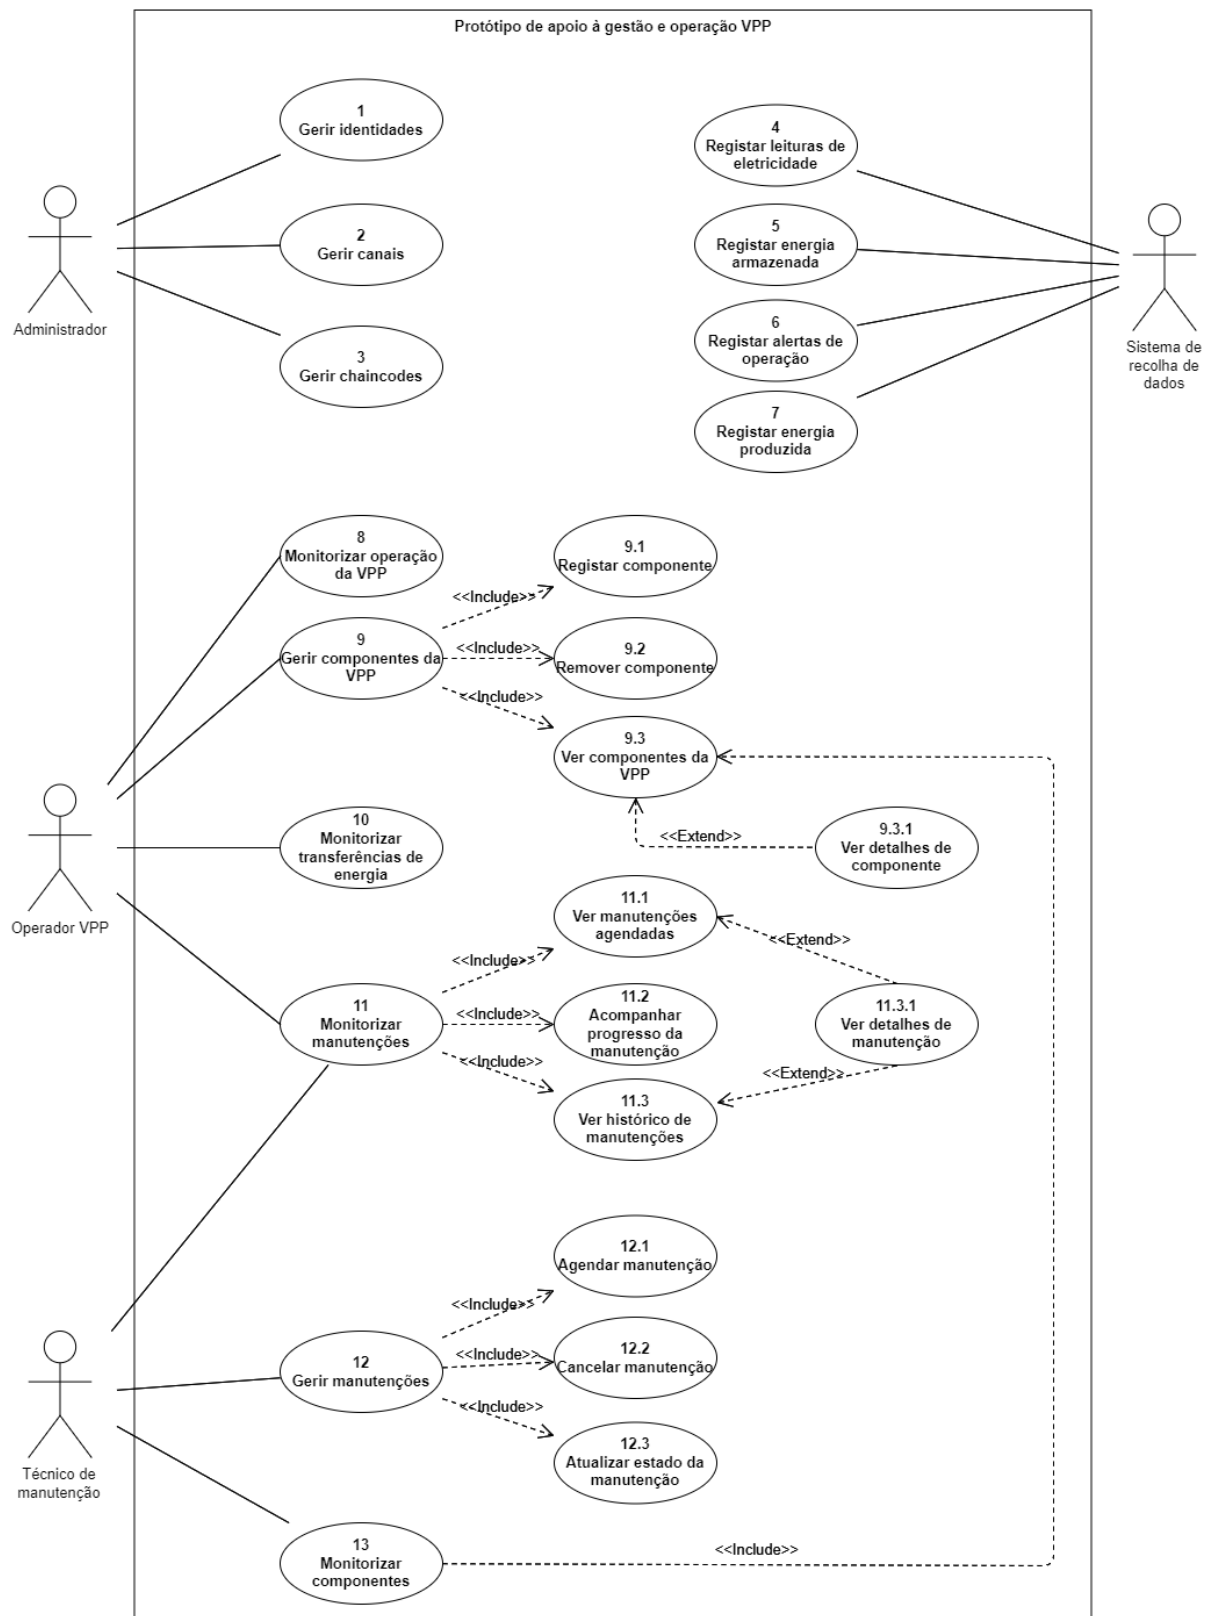 Protótipo de apoio à gestão e operação VPP
1
Gerir identidades
2
Gerir canais
3
Gerir chaincodes
Administrador
4
Registar leituras de
eletricidade
5
Registar energia
armazenada
6
Registar alertas de
operação
7
Registar energia
produzida
Sistema de
recolha de
dados
8
Monitorizar operação
da VPP
9
Gerir componentes da
VPP
<<Include>>
<<Include>>
<<Include>>
9.1
Registar componente
9.2
Remover componente
9.3
Ver componentes da
VPP
<<Extend>>
9.3.1
Ver detalhes de
componente
10
Monitorizar
transferências de
energia
Operador VPP
11
Monitorizar
manutenções
<<Include>>
<<Include>>
<<Include>>
11.1
Ver manutenções
agendadas
11.2
Acompanhar
progresso da
manutenção
11.3
Ver histórico de
manutenções
<<Extend>>
<<Extend>>
11.3.1
Ver detalhes de
manutenção
12
Gerir manutenções
<<Include>>
<<Include>>
<<Include>>
12.1
Agendar manutenção
12.2
Cancelar manutenção
12.3
Atualizar estado da
manutenção
Técnico de
manutenção
13
Monitorizar
componentes
<<Include>>